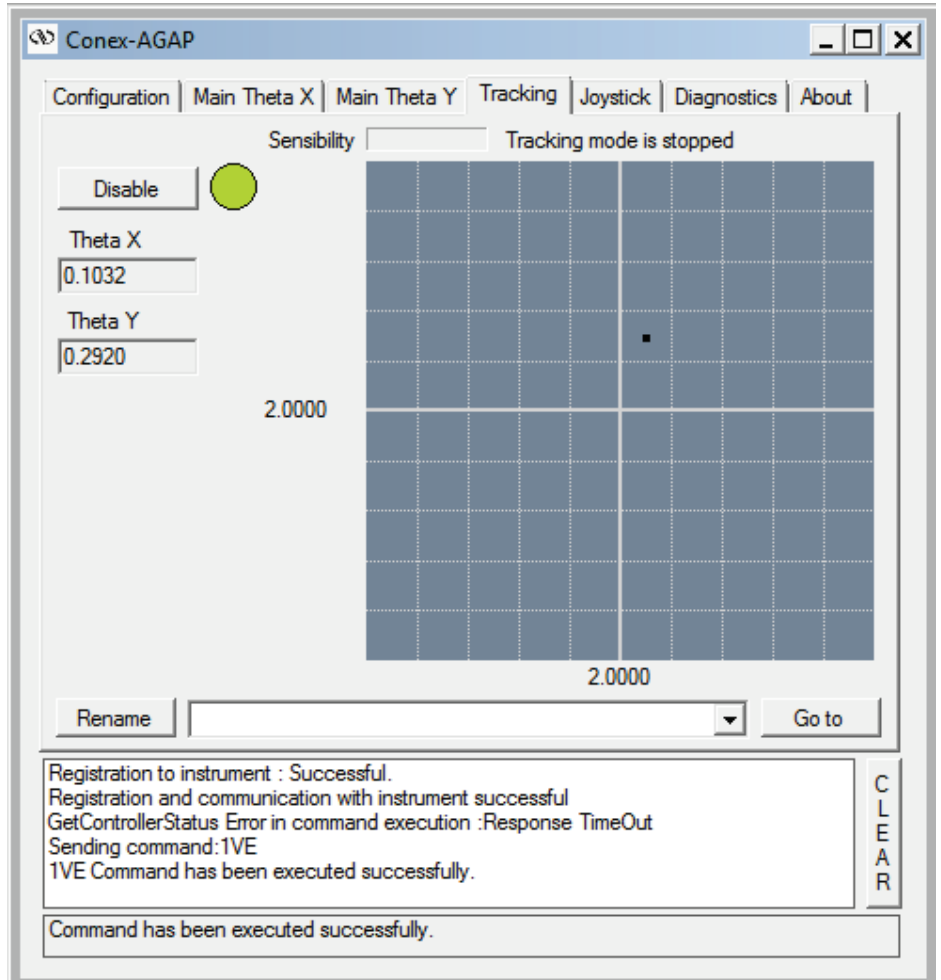 Conex-AGAP
Configuration Main Theta X Main Theta Y Tracking Joystick Diagnostics About
Sensibility Tracking mode is stopped
Disable
Theta X
0.1032
Theta Y
0.2920
2.0000
2.0000
Rename Go to
Registration to instrument : Successful.
Registration and communication with instrument successful
GetControllerStatus Error in command execution :Response TimeOut
Sending command:1VE
1VE Command has been executed successfully.
CLEAR
Command has been executed successfully.